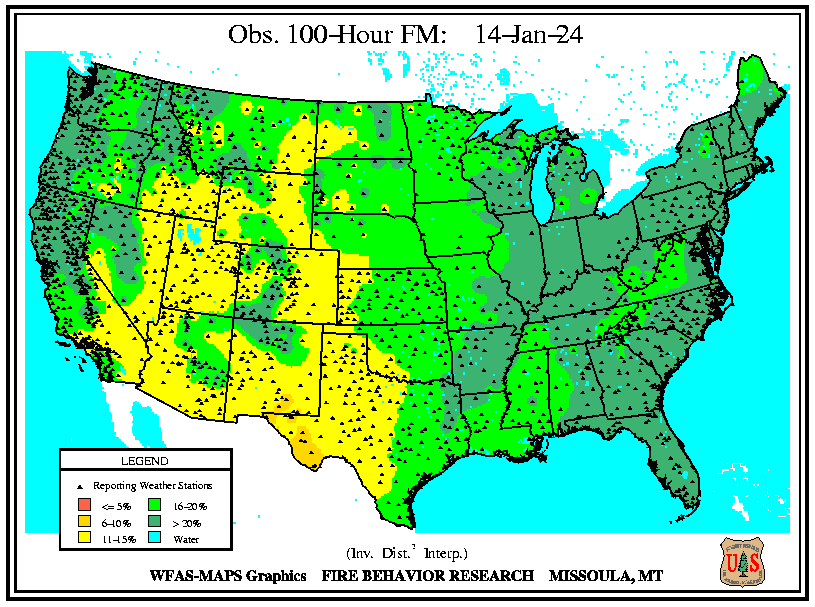 Obs. 100-Hour FM: 14-Jan-24
LEGEND
Reporting Weather Stations
<= 5%
16-20%
6-10%
> 20%
11-15%
Water
(Inv. Dist.² Interp.)
WFAS-MAPS Graphics FIRE BEHAVIOR RESEARCH MISSOULA, MT
U S